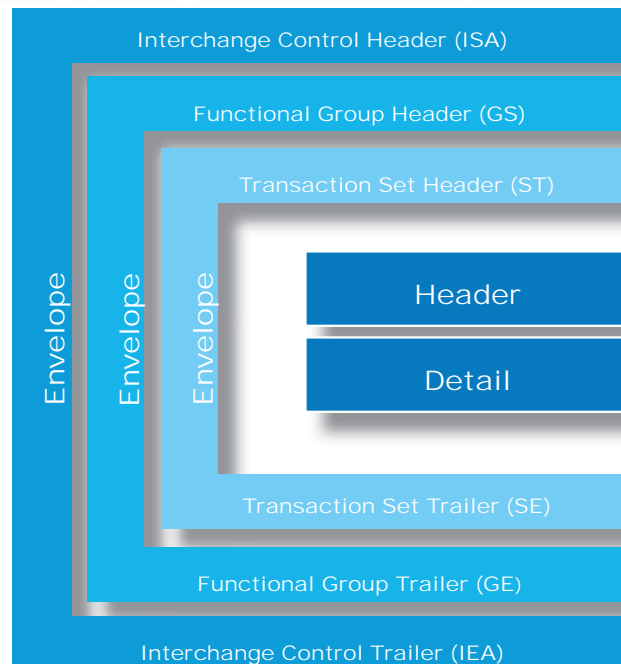 Interchange Control Header (ISA)
Functional Group Header (GS)
Transaction Set Header (ST)
Envelope
Envelope
Envelope
Header
Detail
Transaction Set Trailer (SE)
Functional Group Trailer (GE)
Interchange Control Trailer (IEA)